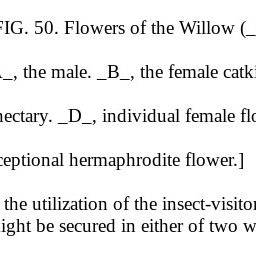 FIG. 50. Flowers of the Willow (_
_, the male. _B_, the female catki
nectary. _D_, individual female flo
ceptional hermaphrodite flower.]
the utilization of the insect-visitor
ight be secured in either of two w